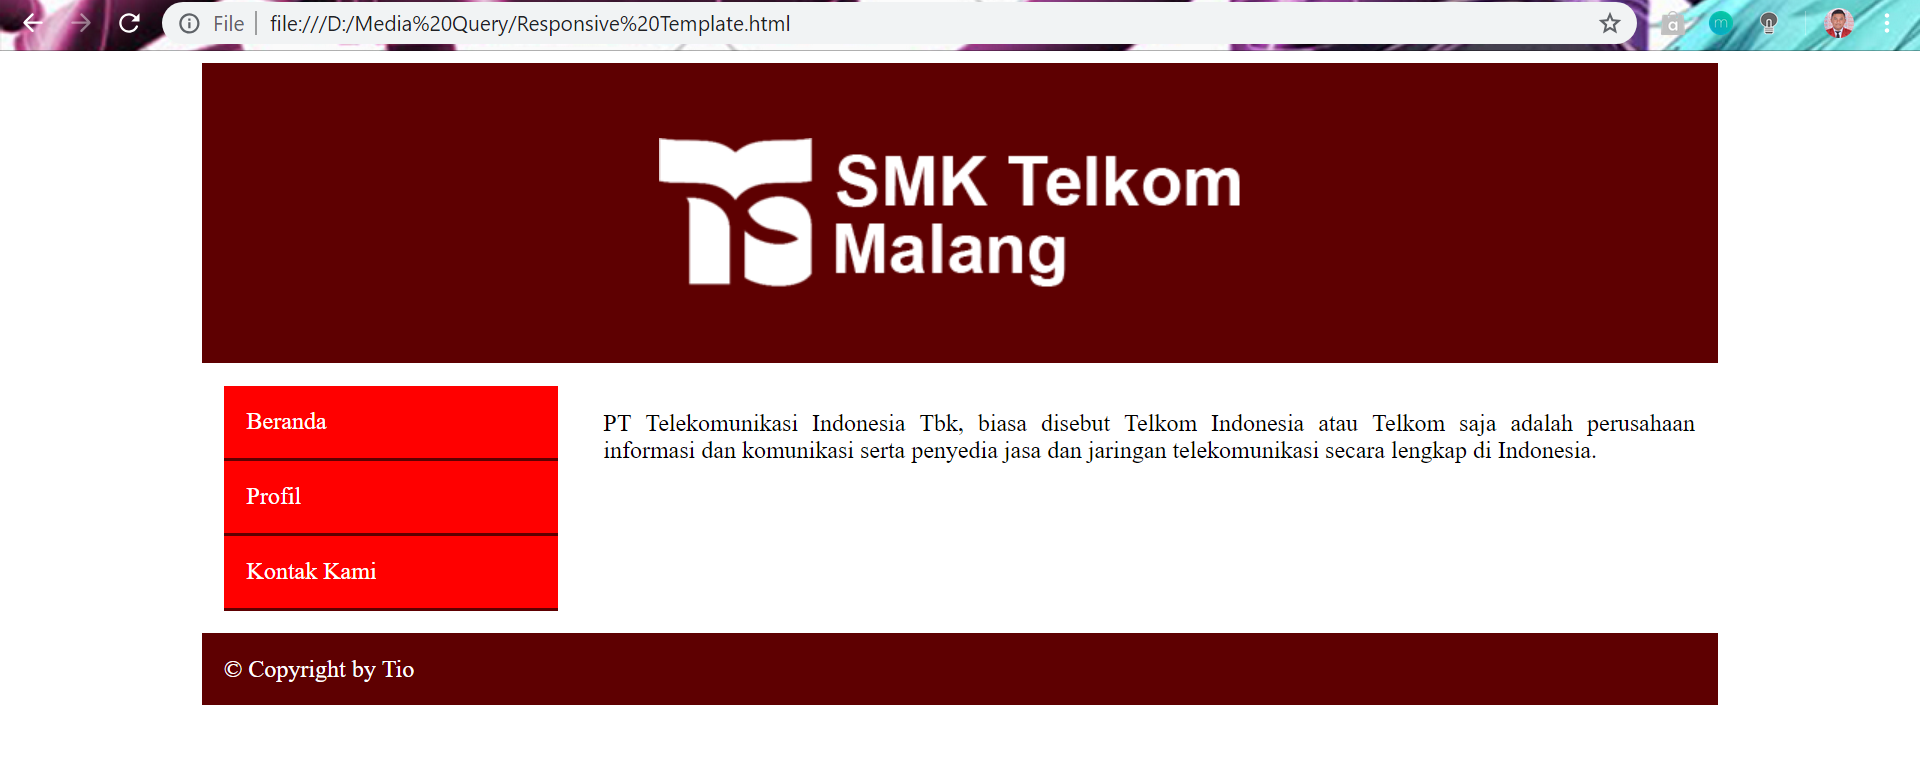 File
file:///D:/Media%20Query/Responsive%20Template.html
SMK Telkom
Malang
Beranda
Profil
Kontak Kami
PT Telekomunikasi Indonesia Tbk, biasa disebut Telkom Indonesia atau Telkom saja adalah perusahaan
informasi dan komunikasi serta penyedia jasa dan jaringan telekomunikasi secara lengkap di Indonesia.
© Copyright by Tio